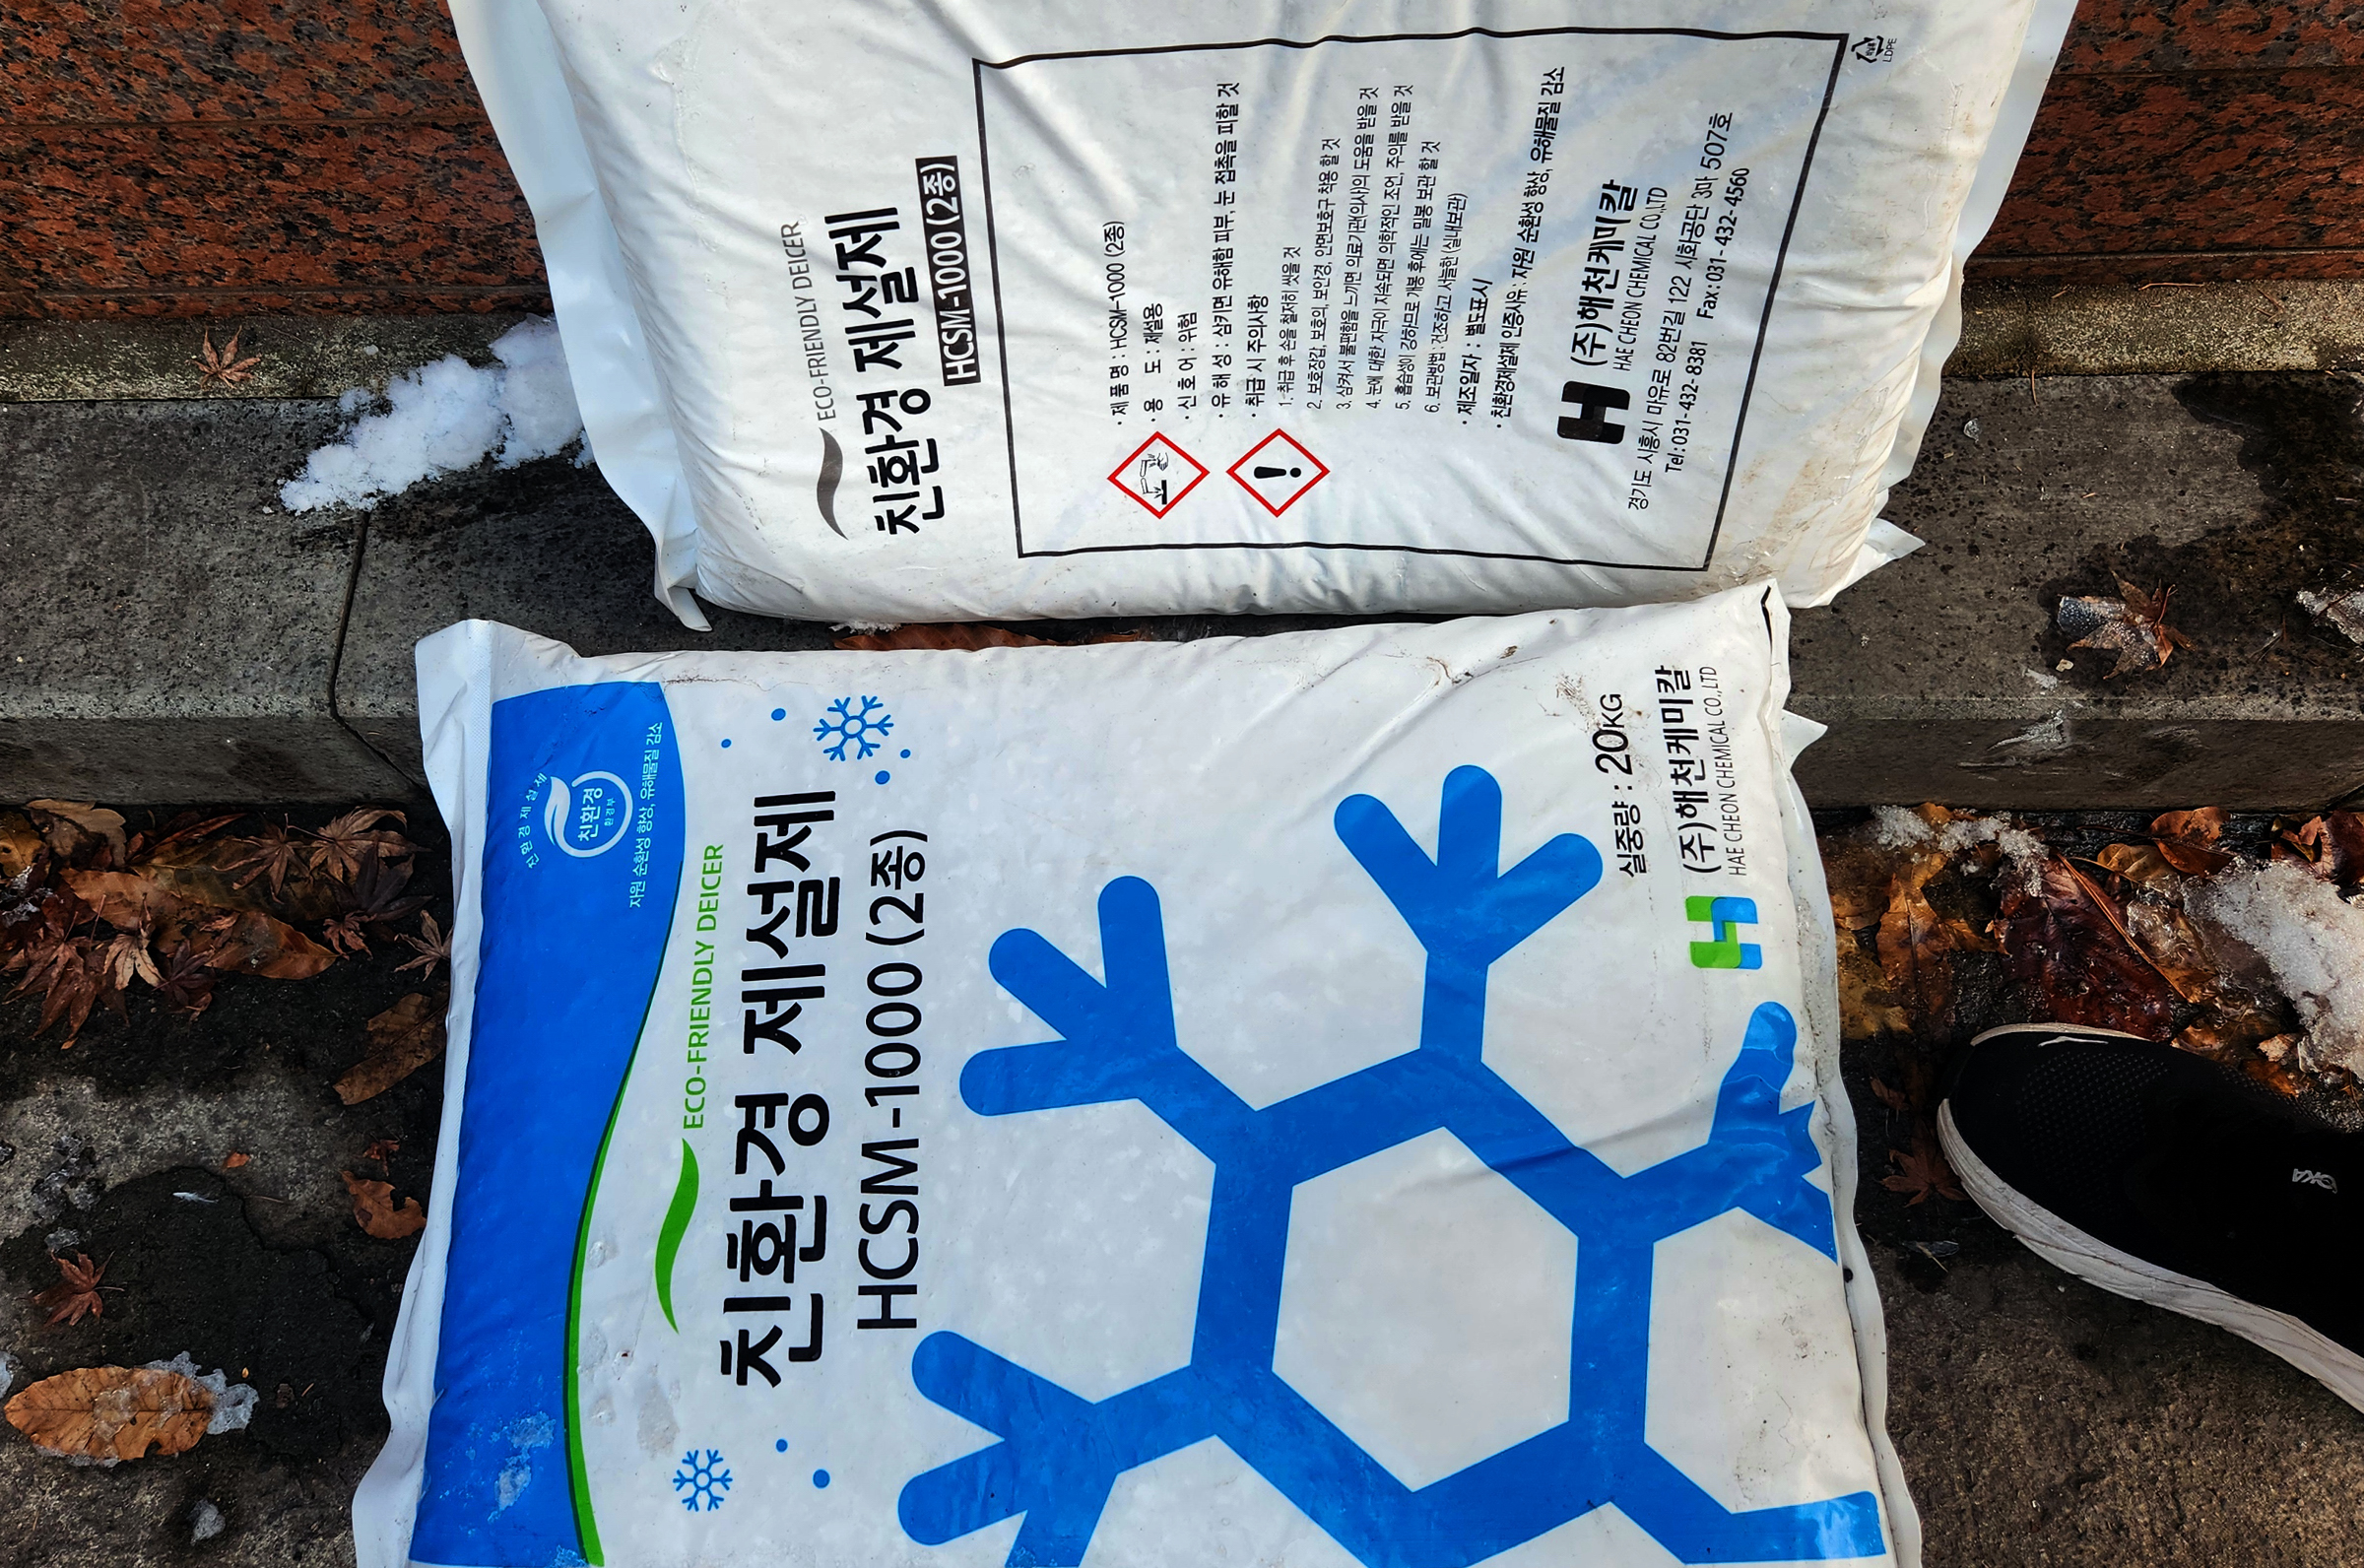 ECO-FRIENDLY DEICER
친환경 제설제
HCSM-1000 (2종)
· 제 품 명 : HCSM-1000 (2종)
· 용 도 : 제설용
· 신 호 어 : 위험
· 유 해 성 : 삼키면 유해함 피부, 눈 접촉을 피할 것
· 취급 시 주의사항
1. 취급 후 손을 철저히 씻을 것
2. 보호장갑, 보호의, 보안경, 안면보호구 착용 할 것
3. 삼켜서 불편함을 느끼면 의료기관(의사)의 도움을 받을 것
4. 눈에 대한 자극이 지속되면 의학적인 조언, 주의를 받을 것
5. 흡습성이 강하므로 개봉 후에는 밀봉 보관 할 것
6. 보관방법 : 건조하고 서늘한 (실내보관)
· 제조일자 : 별도표시
· 친환경제설제 인증사유 : 자원 순환성 향상, 유해물질 감소
(주)해천케미칼
HAE CHEON CHEMICAL CO.,LTD
경기도 시흥시 마유로 82번길 122 시화공단 3마 507호
Tel : 031- 432- 8381 Fax : 031- 432- 4560
LDPE
친환경제설제
친환경
환경부
자원 순환성 향상, 유해물질 감소
ECO-FRIENDLY DEICER
친환경 제설제
HCSM-1000 (2종)
실중량 : 20KG
(주)해천케미칼
HAE CHEON CHEMICAL CO.,LTD